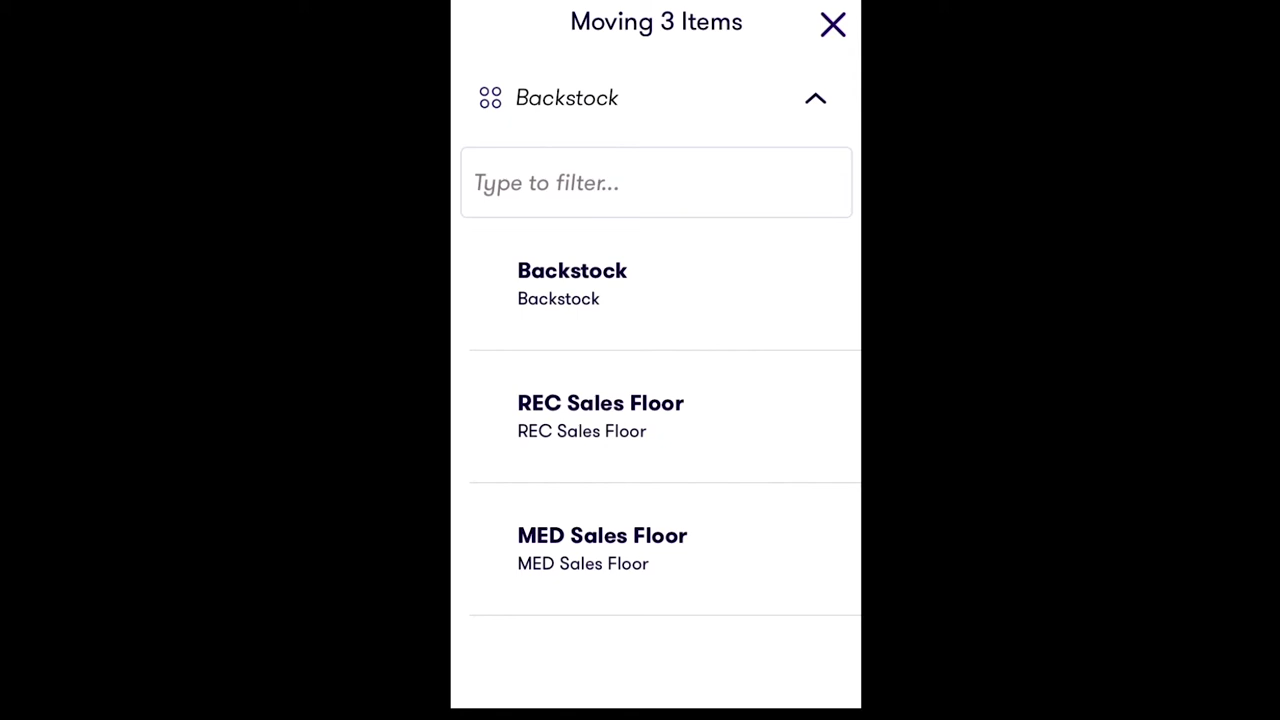 Moving 3 Items
Backstock
Type to filter...
Backstock
Backstock
REC Sales Floor
REC Sales Floor
MED Sales Floor
MED Sales Floor